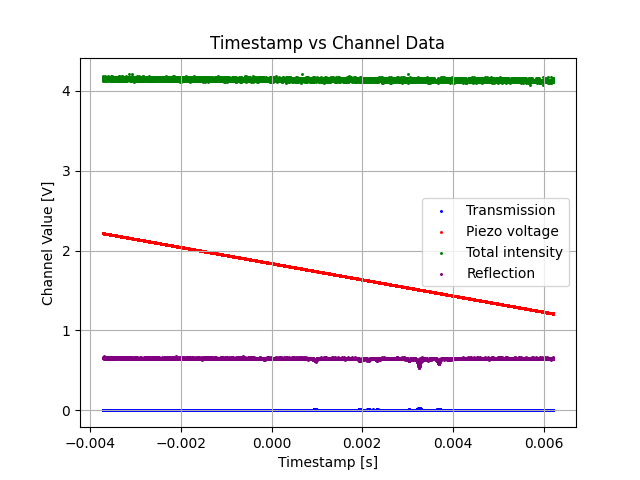 Timestamp vs Channel Data
Channel Value [V]
4
3
2
1
0
Transmission
Piezo voltage
Total intensity
Reflection
−0.004
−0.002
0.000
0.002
0.004
0.006
Timestamp [s]